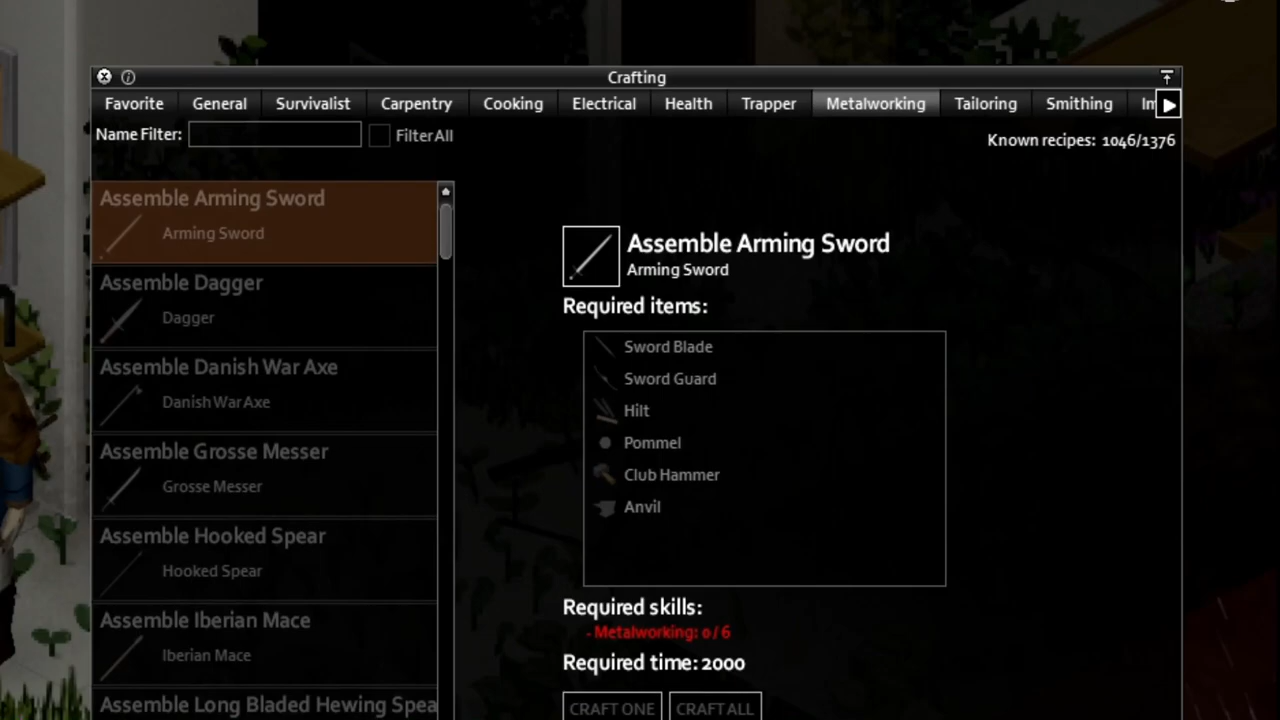 Crafting
Favorite General Survivalist Carpentry Cooking Electrical Health Trapper Metalworking Tailoring Smithing
Name Filter: Filter All Known recipes: 1046/1376
Assemble Arming Sword
Arming Sword
Assemble Dagger
Dagger
Assemble Danish War Axe
Danish War Axe
Assemble Grosse Messer
Grosse Messer
Assemble Hooked Spear
Hooked Spear
Assemble Iberian Mace
Iberian Mace
Assemble Long Bladed Hewing Spea
Assemble Arming Sword
Arming Sword
Required items:
Sword Blade
Sword Guard
Hilt
Pommel
Club Hammer
Anvil
Required skills:
- Metalworking: 0 / 6
Required time: 2000
CRAFT ONE CRAFT ALL